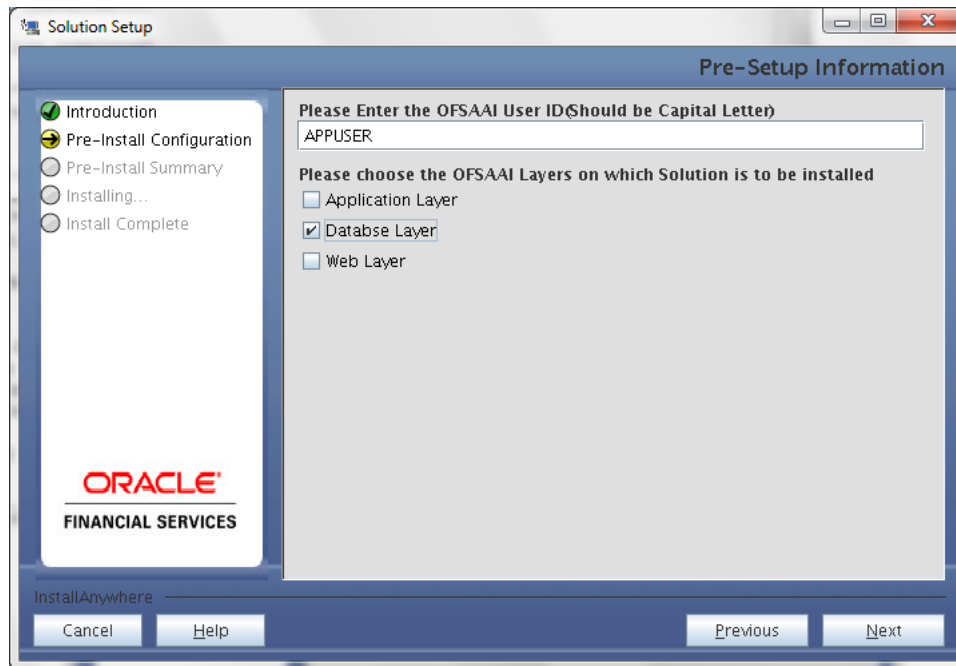 Solution Setup
Pre-Setup Information
Introduction
Pre-Install Configuration
Pre-Install Summary
Installing...
Install Complete
ORACLE
FINANCIAL SERVICES
Please Enter the OFSAAI User ID(Should be Capital Letter)
APPUSER
Please choose the OFSAAI Layers on which Solution is to be installed
Application Layer
Databse Layer
Web Layer
InstallAnywhere
Cancel
Help
Previous
Next